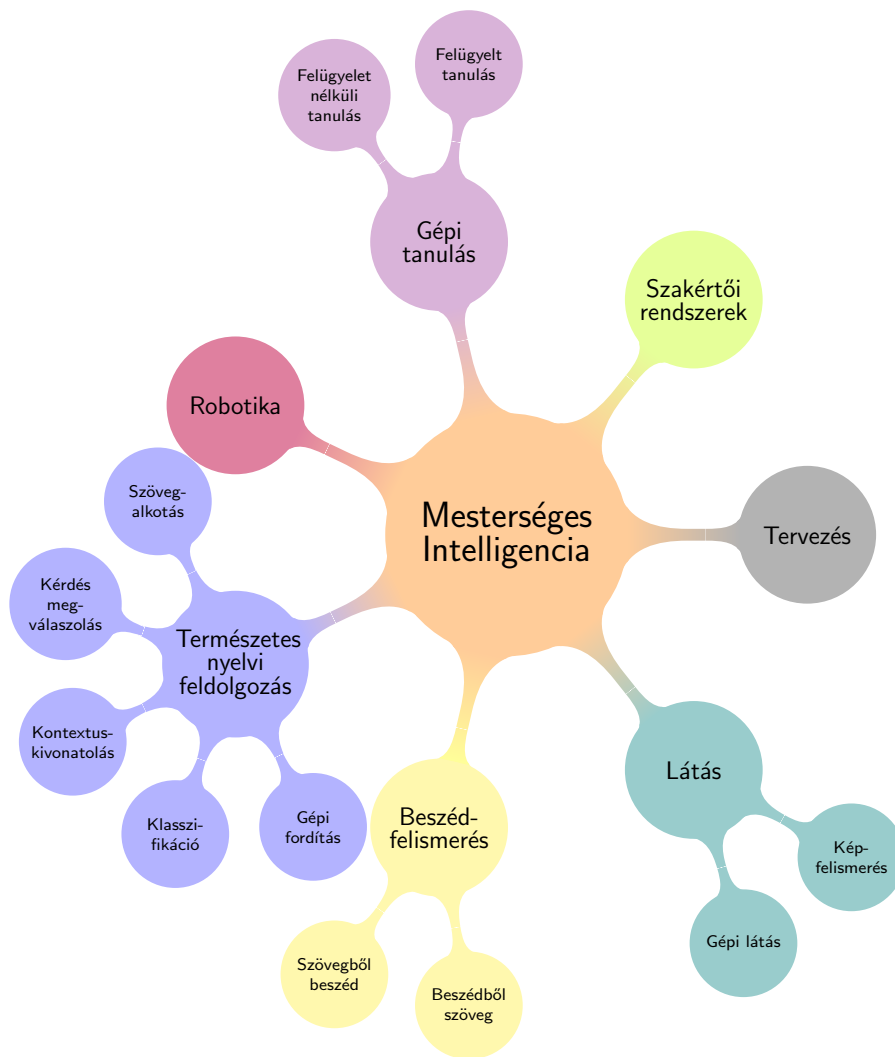 Felügyelt
tanulás
Felügyelet
nélküli
tanulás
Gépi
tanulás
Szakértői
rendszerek
Robotika
Mesterséges
Intelligencia
Tervezés
Szöveg-
alkotás
Kérdés
meg-
válaszolás
Természetes
nyelvi
feldolgozás
Kontextus-
kivonatolás
Klasszi-
fikáció
Gépi
fordítás
Beszéd-
felismerés
Látás
Kép-
felismerés
Gépi látás
Szövegből
beszéd
Beszédből
szöveg